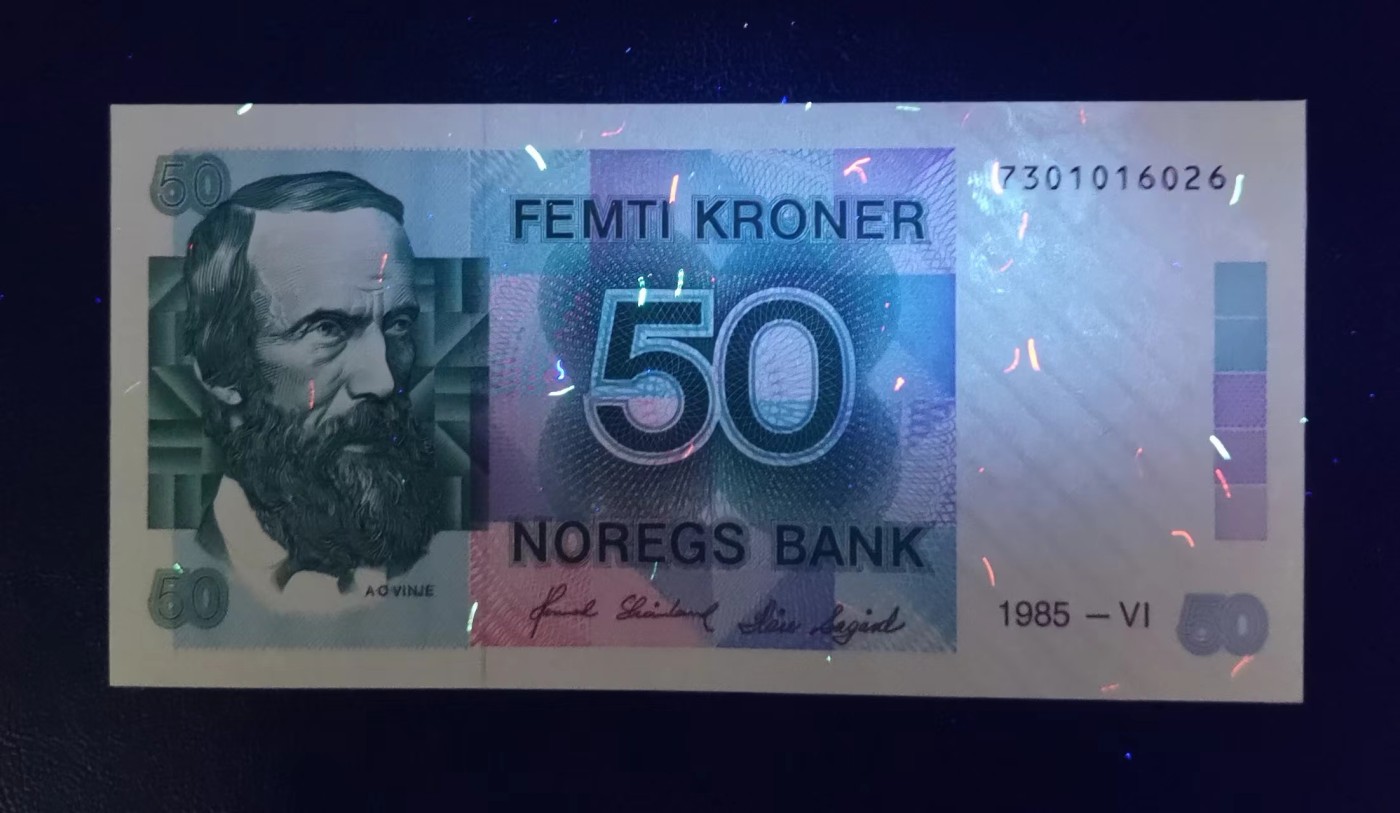 50
7301016026
FEMTI KRONER
50
NOREGS BANK
50
A O VINJE
1985 – VI
50